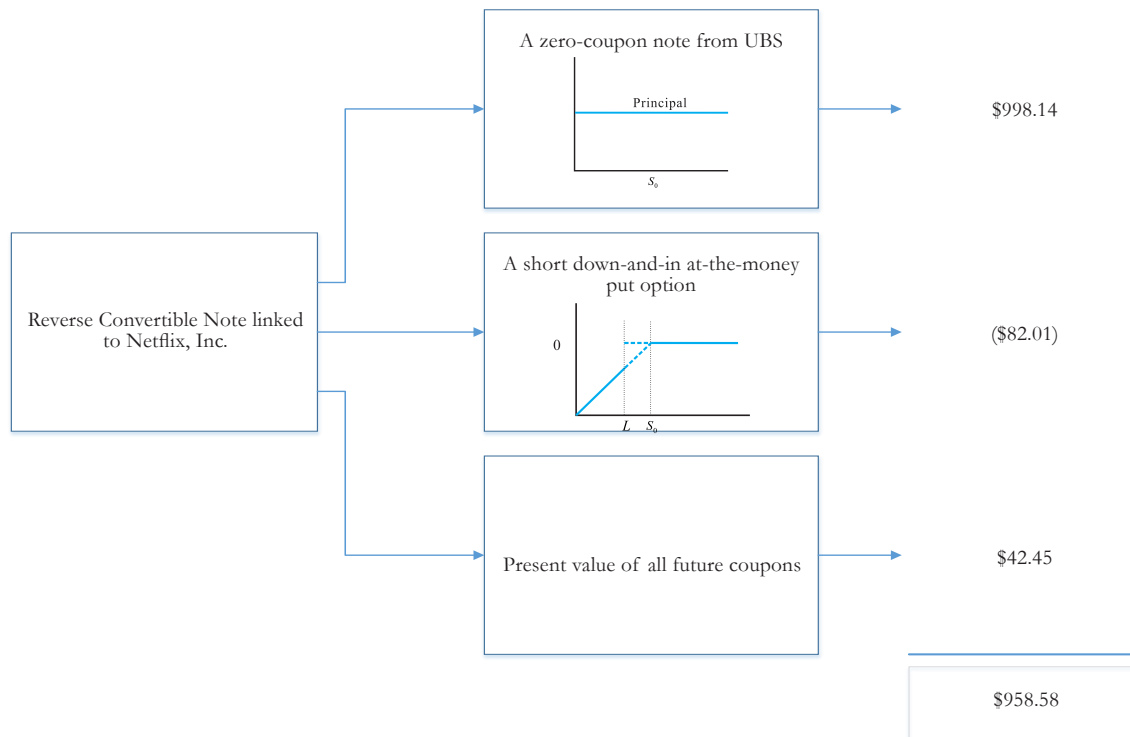 A zero-coupon note from UBS
Principal
S₀
$998.14
Reverse Convertible Note linked
to Netflix, Inc.
A short down-and-in at-the-money
put option
0
L S₀
($82.01)
Present value of all future coupons
$42.45
$958.58